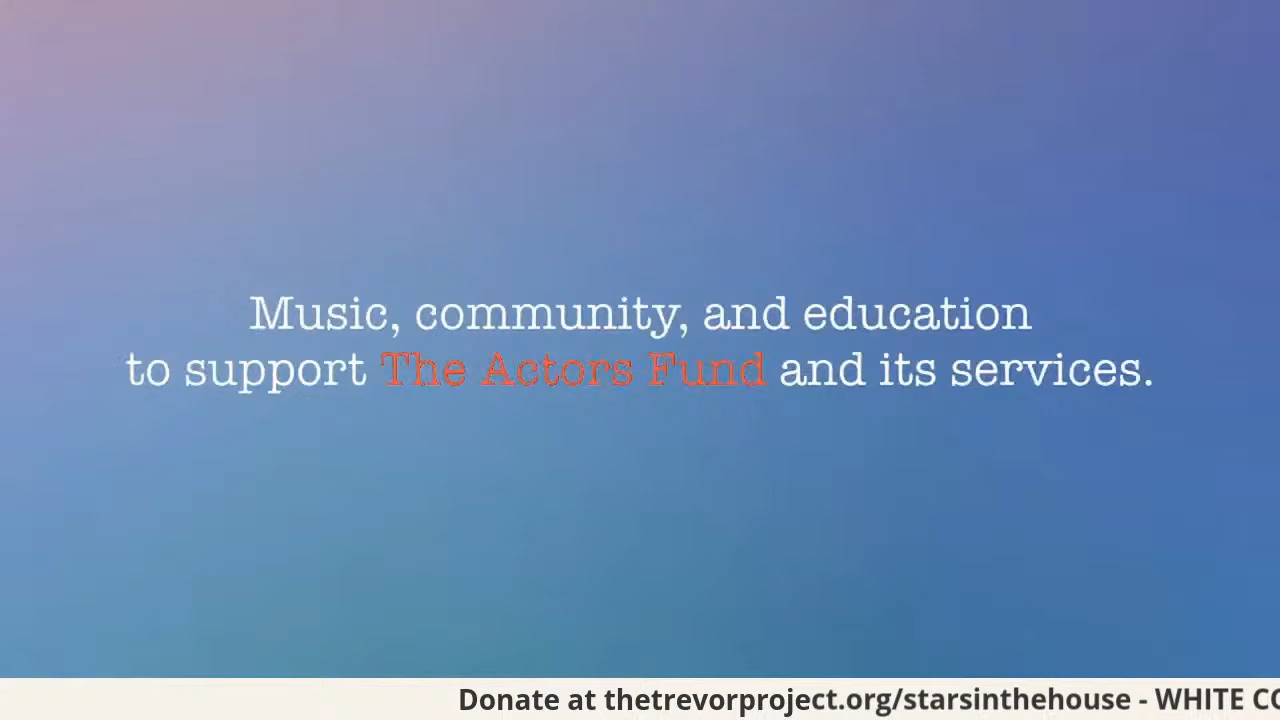 Music, community, and education
to support The Actors Fund and its services.
Donate at thetrevorproject.org/starsinthehouse - WHITE